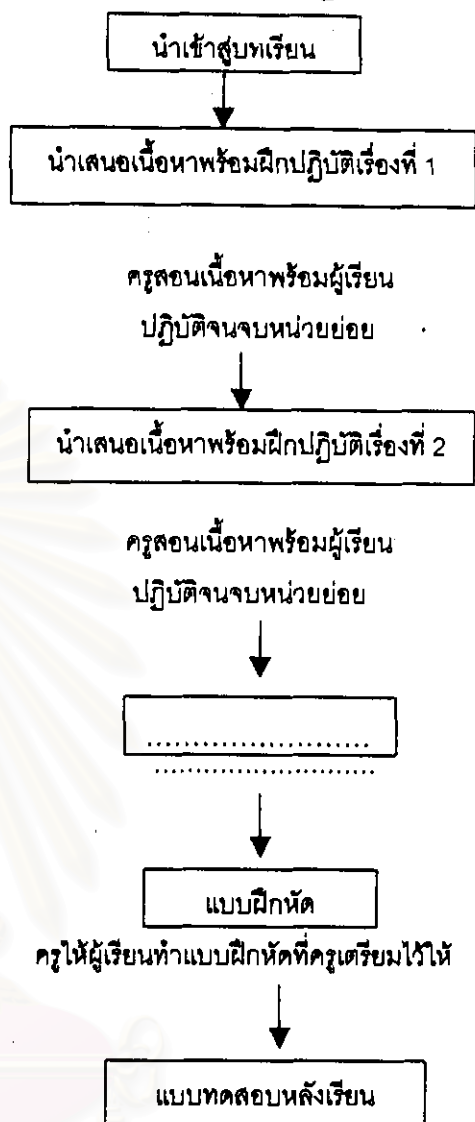 นำเข้าสู่บทเรียน
นำเสนอเนื้อหาพร้อมฝึกปฏิบัติเรื่องที่ 1
ครูสอนเนื้อหาพร้อมผู้เรียน
ปฏิบัติจนจบหน่วยย่อย
นำเสนอเนื้อหาพร้อมฝึกปฏิบัติเรื่องที่ 2
ครูสอนเนื้อหาพร้อมผู้เรียน
ปฏิบัติจนจบหน่วยย่อย
........................
........................
แบบฝึกหัด
ครูให้ผู้เรียนทำแบบฝึกหัดที่ครูเตรียมไว้ให้
แบบทดสอบหลังเรียน